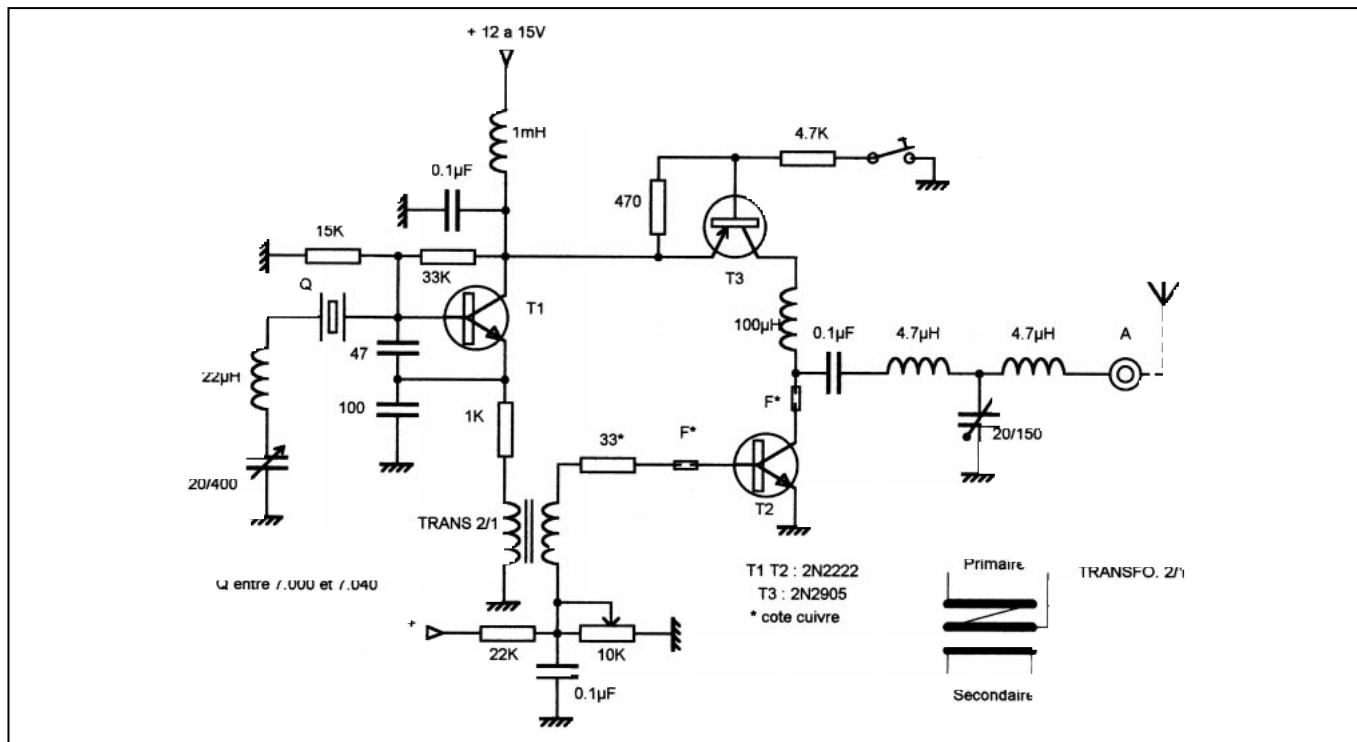 + 12 a 15V
1mH
0.1µF
4.7K
470
15K
33K
Q
T1
T3
100µH
0.1µF
4.7µH
4.7µH
A
22µH
47
100
1K
F*
33*
F*
20/150
20/400
T2
TRANS 2/1
Q entre 7.000 et 7.040
T1 T2 : 2N2222
T3 : 2N2905
* cote cuivre
Primaire
TRANSFO. 2/1
Secondaire
+
22K
10K
0.1µF